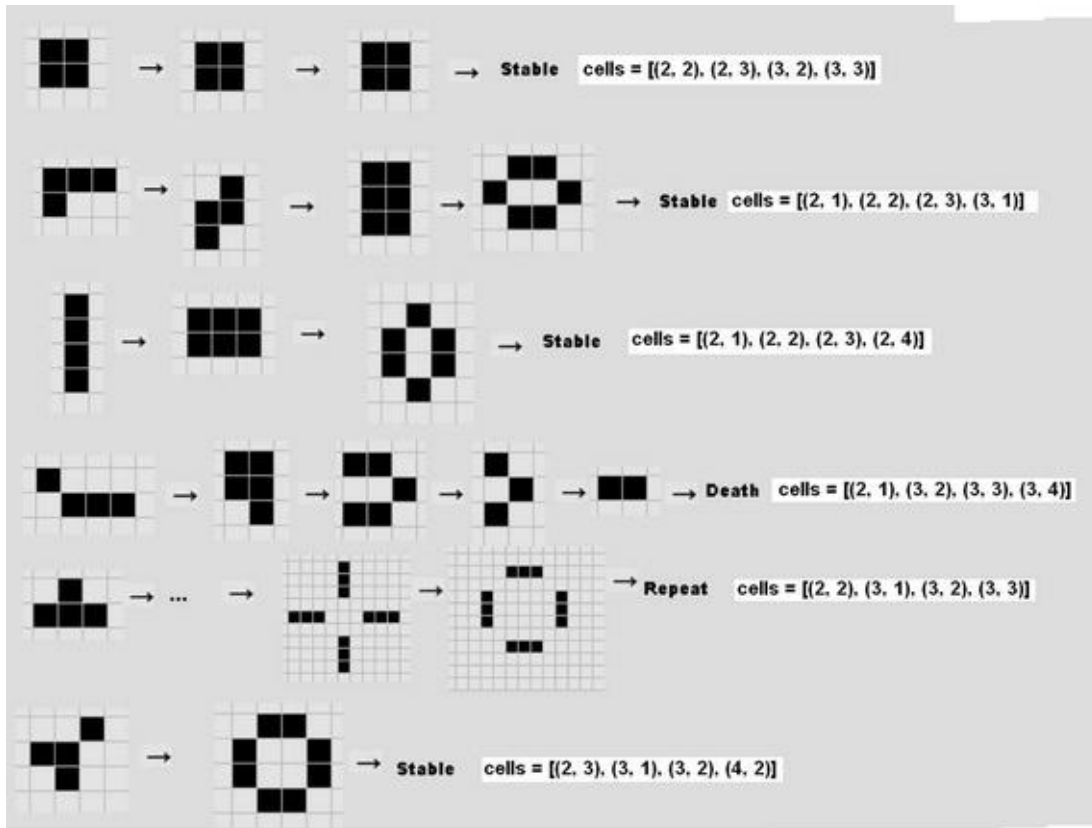 Stable cells = [(2, 2), (2, 3), (3, 2), (3, 3)]
Stable cells = [(2, 1), (2, 2), (2, 3), (3, 1)]
Stable cells = [(2, 1), (2, 2), (2, 3), (2, 4)]
Death cells = [(2, 1), (3, 2), (3, 3), (3, 4)]
... Repeat cells = [(2, 2), (3, 1), (3, 2), (3, 3)]
Stable cells = [(2, 3), (3, 1), (3, 2), (4, 2)]